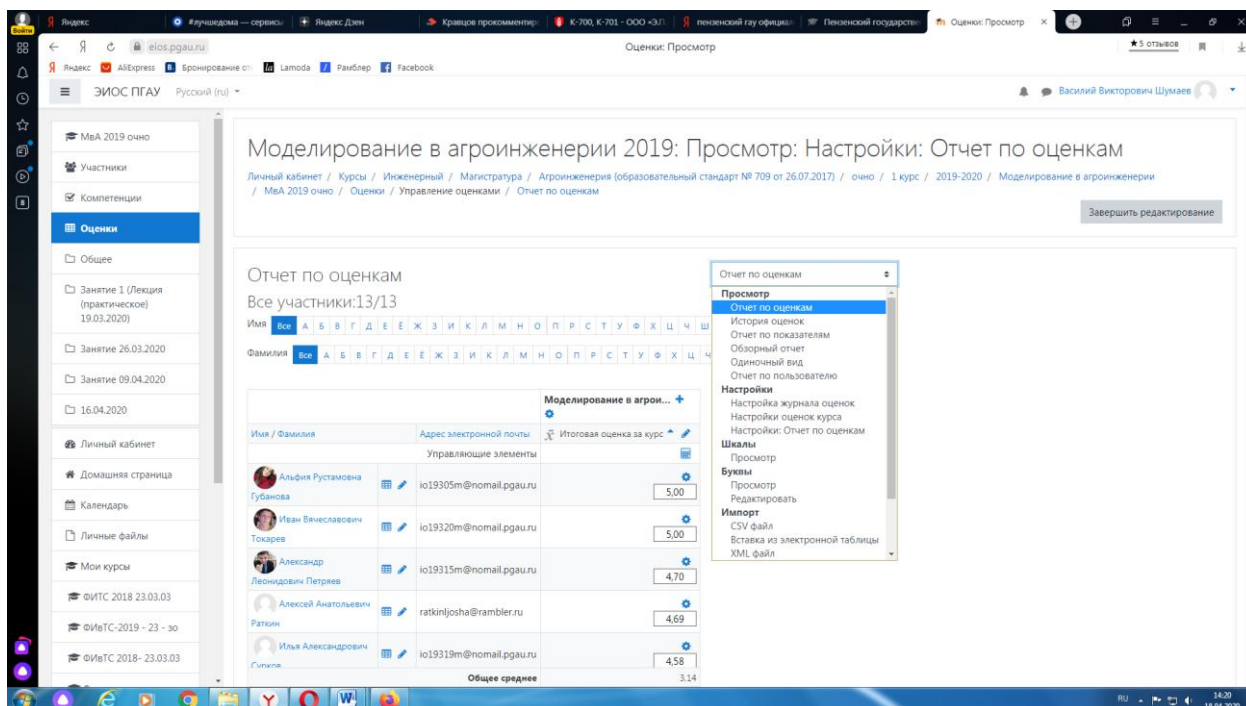 Войти
Яндекс
#лучшедома — сервисы
Яндекс Дзен
Кравцов прокомментир
К-700, К-701 - ООО «З.Г
пензенский гау официал
Пензенский государстве
Оценки: Просмотр
eios.pgau.ru
Оценки: Просмотр
★5 отзывов
Яндекс
AliExpress
Бронирование от
Lamoda
Рамблер
Facebook
ЭИОС ПГАУ
Русский (ru)
Василий Викторович Шумаев
МвА 2019 очно
Участники
Компетенции
Оценки
Общее
Занятие 1 (Лекция
(практическое)
19.03.2020)
Занятие 26.03.2020
Занятие 09.04.2020
16.04.2020
Личный кабинет
Домашняя страница
Календарь
Личные файлы
Мои курсы
ФИТС 2018 23.03.03
ФИвТС-2019 - 23 - зо
ФИвТС 2018- 23.03.03
Моделирование в агроинженерии 2019: Просмотр: Настройки: Отчет по оценкам
Личный кабинет / Курсы / Инженерный / Магистратура / Агроинженерия (образовательный стандарт № 709 от 26.07.2017) / очно / 1 курс / 2019-2020 / Моделирование в агроинженерии
/ МвА 2019 очно / Оценки / Управление оценками / Отчет по оценкам
Завершить редактирование
Отчет по оценкам
Все участники:13/13
Имя Все А Б В Г Д Е Ё Ж З И К Л М Н О П Р С Т У Ф Х Ц Ч Ш
Фамилия Все А Б В Г Д Е Ё Ж З И К Л М Н О П Р С Т У Ф Х Ц Ч
Моделирование в агрои...
Имя / Фамилия
Адрес электронной почты
Итоговая оценка за курс
Управляющие элементы
Альфия Рустамовна
Губанова
io19305m@nomail.pgau.ru
5,00
Иван Вячеславович
Токарев
io19320m@nomail.pgau.ru
5,00
Александр
Леонидович Петряев
io19315m@nomail.pgau.ru
4,70
Алексей Анатольевич
Раткин
ratkinljosha@rambler.ru
4,69
Илья Александрович
Сурков
io19319m@nomail.pgau.ru
4,58
Общее среднее
3,14
Отчет по оценкам
Просмотр
Отчет по оценкам
История оценок
Отчет по показателям
Обзорный отчет
Одиночный вид
Отчет по пользователю
Настройки
Настройка журнала оценок
Настройки оценок курса
Настройки: Отчет по оценкам
Шкалы
Просмотр
Буквы
Просмотр
Редактировать
Импорт
CSV файл
Вставка из электронной таблицы
XML файл
RU
14:20
18.04.2020